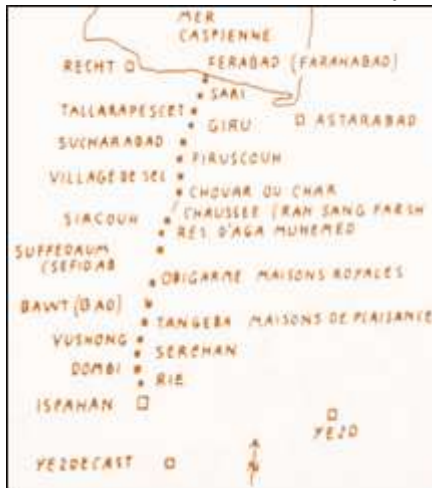 MER
CASPIENNE
FERABAD (FARAHABAD)
RECHT
SARI
TALLARAPESCET
GIRU
ASTARABAD
SUCHARABAD
FIRUSCOUH
VILLAGE DE SEL
CHOUAR OU CHAR
CHAUSSEE (RAH SANG FARSH
SIACOUH
RES D'AGA MUHEMED
SUFFEDAUM
(SEFIDAB
OBIGARME MAISONS ROYALES
BAWT (BAD)
TANGEBA MAISONS DE PLAISANCE
VUSHONG
SERCHAN
DOMBI
RIE
ISPAHAN
YEZD
YEZDECAST
N